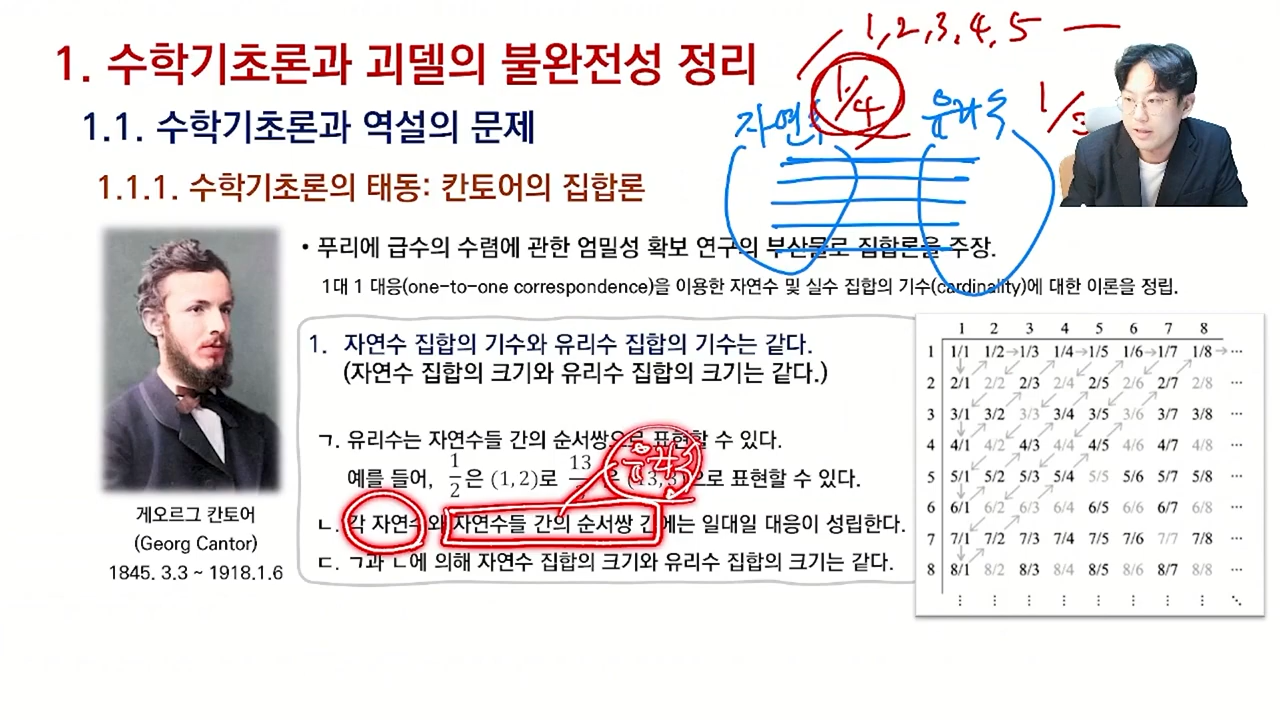 1. 수학기초론과 괴델의 불완전성 정리
1, 2, 3, 4, 5
1.1. 수학기초론과 역설의 문제
1/4
1.1.1. 수학기초론의 태동: 칸토어의 집합론
• 푸리에 급수의 수렴에 관한 엄밀성 확보 연구의 부산물로 집합론을 주장.
1대 1 대응(one-to-one correspondence)을 이용한 자연수 및 실수 집합의 기수(cardinality)에 대한 이론을 정립.
1. 자연수 집합의 기수와 유리수 집합의 기수는 같다.
(자연수 집합의 크기와 유리수 집합의 크기는 같다.)
ㄱ. 유리수는 자연수들 간의 순서쌍으로 표현할 수 있다.
예를 들어, 1/2은 (1, 2)로 13/ 은 (13, )으로 표현할 수 있다.
ㄴ. 각 자연수와 자연수들 간의 순서쌍 간에는 일대일 대응이 성립한다.
ㄷ. ㄱ과 ㄴ에 의해 자연수 집합의 크기와 유리수 집합의 크기는 같다.
게오르그 칸토어
(Georg Cantor)
1845. 3.3 ~ 1918.1.6
1 2 3 4 5 6 7 8
1 1/1 1/2 1/3 1/4 1/5 1/6 1/7 1/8 ···
2 2/1 2/2 2/3 2/4 2/5 2/6 2/7 2/8 ···
3 3/1 3/2 3/3 3/4 3/5 3/6 3/7 3/8 ···
4 4/1 4/2 4/3 4/4 4/5 4/6 4/7 4/8 ···
5 5/1 5/2 5/3 5/4 5/5 5/6 5/7 5/8 ···
6 6/1 6/2 6/3 6/4 6/5 6/6 6/7 6/8 ···
7 7/1 7/2 7/3 7/4 7/5 7/6 7/7 7/8 ···
8 8/1 8/2 8/3 8/4 8/5 8/6 8/7 8/8 ···